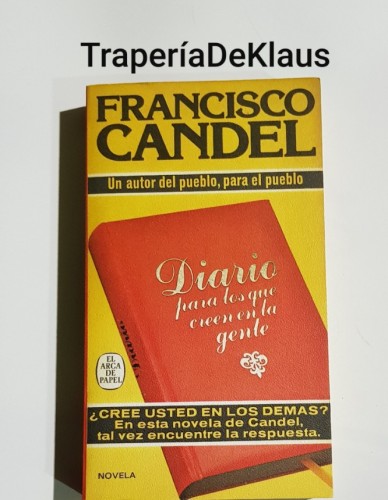 TraperíaDeKlaus
FRANCISCO
CANDEL
Un autor del pueblo, para el pueblo
Diario
para los que
creen en la
gente
EL
ARCA
DE
PAPEL
¿CREE USTED EN LOS DEMAS?
En esta novela de Candel,
tal vez encuentre la respuesta.
NOVELA